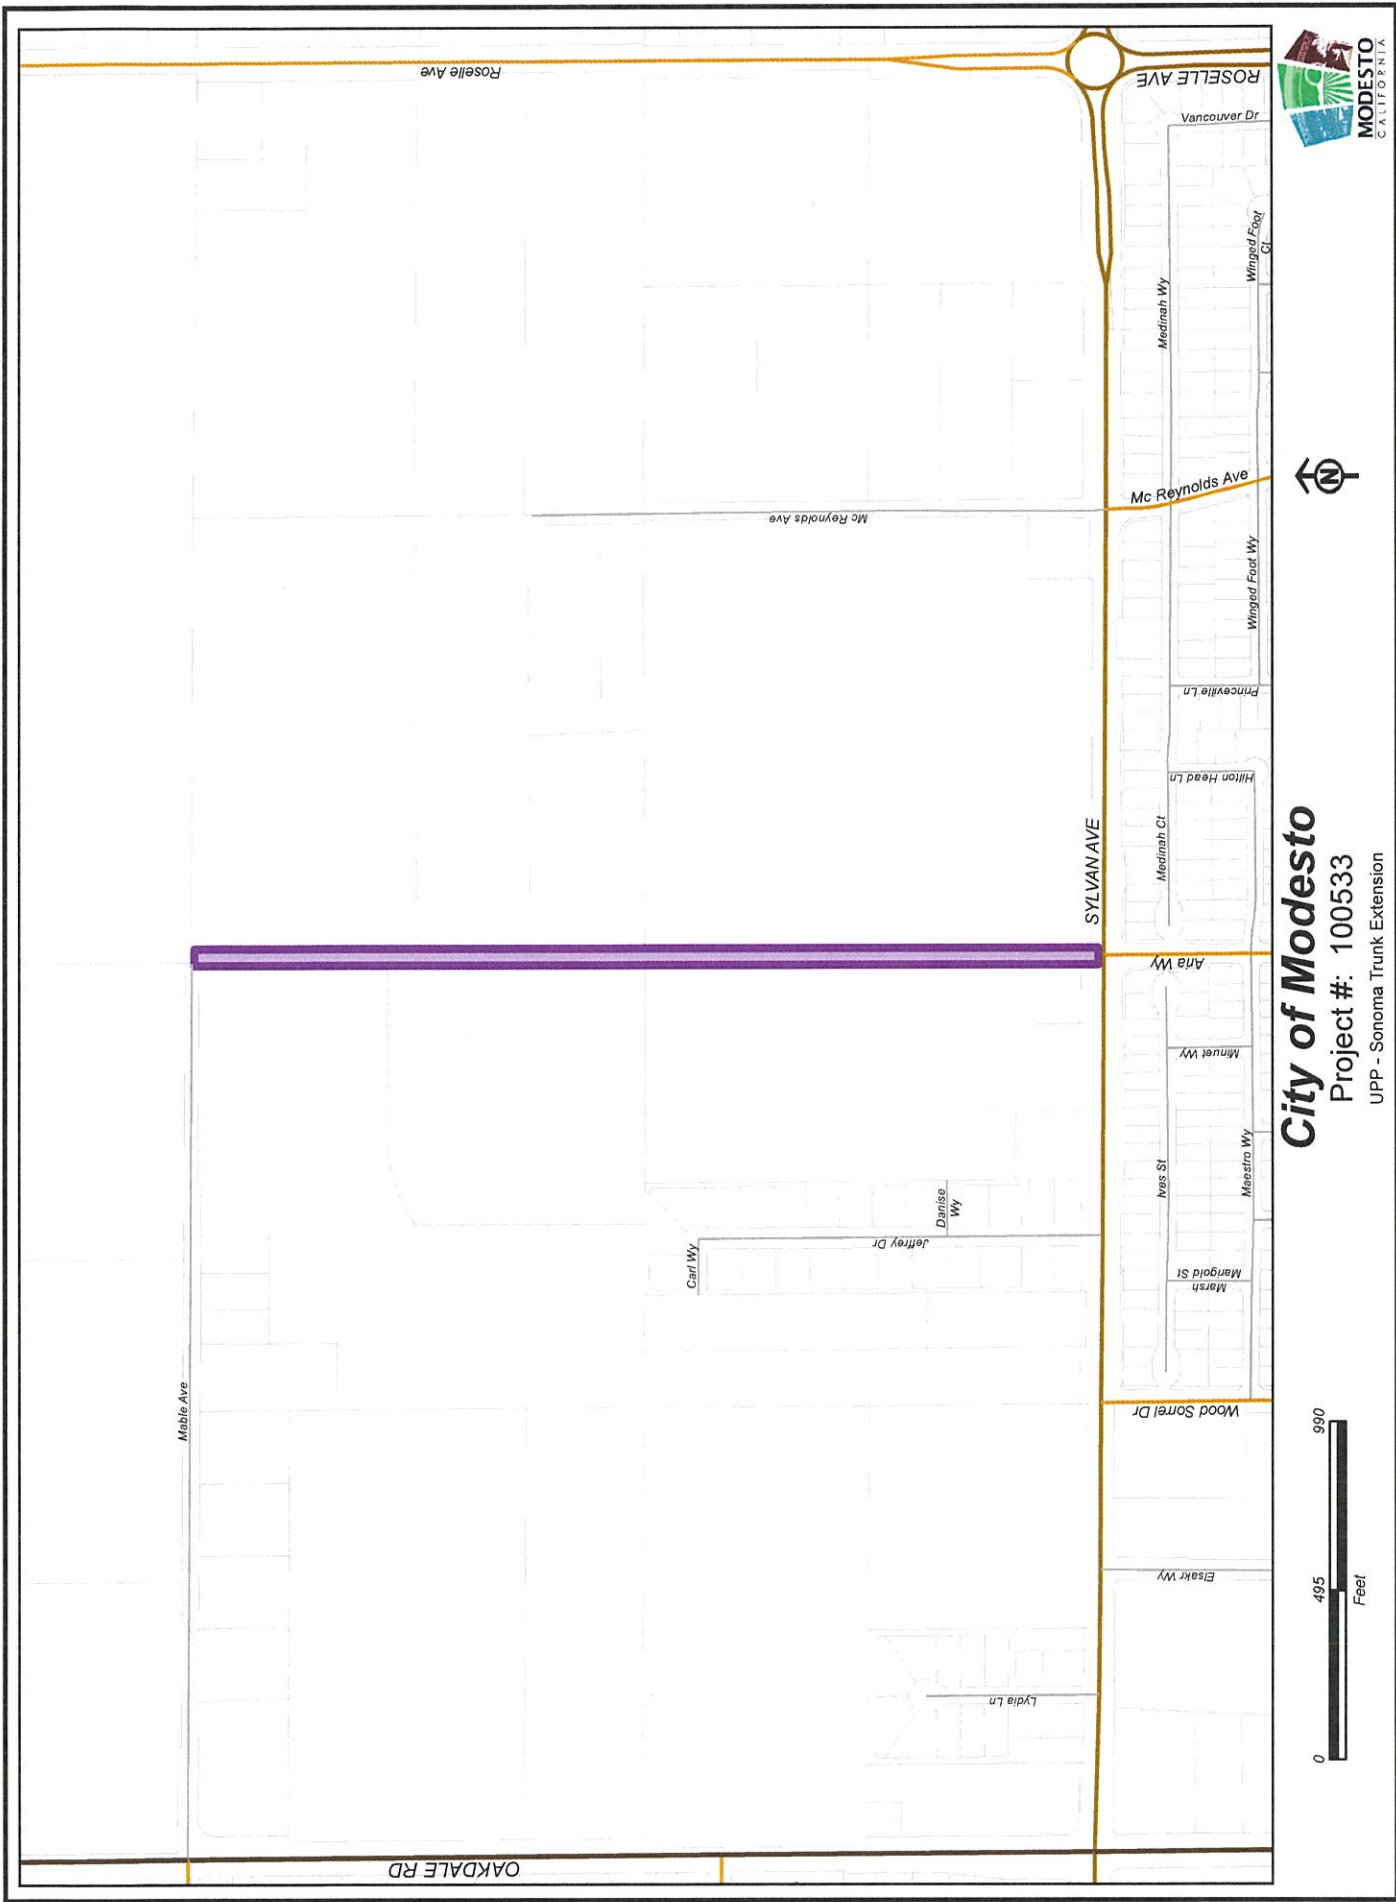 OAKDALE RD
Mable Ave
Lydia Ln
Elsakr Wy
Wood Sorrel Dr
Carl Wy
Jeffrey Dr
Danise
Wy
Marsh
Marigold St
Ives St
Maestro Wy
Minuet Wy
Aria Wy
SYLVAN AVE
Medinah Ct
Hilton Head Ln
Princeville Ln
Winged Foot Wy
Mc Reynolds Ave
Mc Reynolds Ave
Medinah Wy
Winged Foot
Ct
Vancouver Dr
Roselle Ave
ROSELLE AVE
0 495 990
Feet
City of Modesto
Project #: 100533
UPP - Sonoma Trunk Extension
N
MODESTO
CALIFORNIA